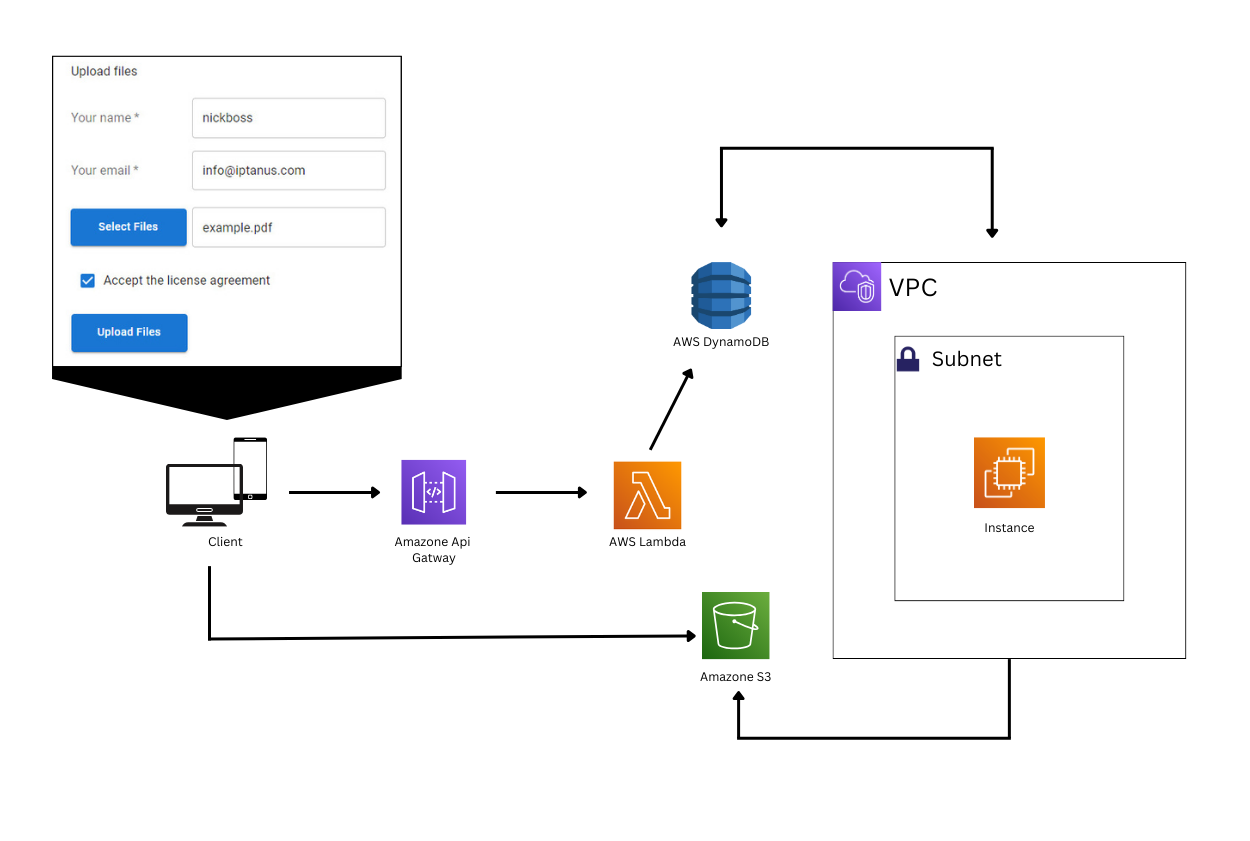 Upload files
Your name *
nickboss
Your email *
info@iptanus.com
Select Files
example.pdf
Accept the license agreement
Upload Files
Client
Amazone Api
Gatway
</>
AWS Lambda
AWS DynamoDB
Amazone S3
VPC
Subnet
Instance